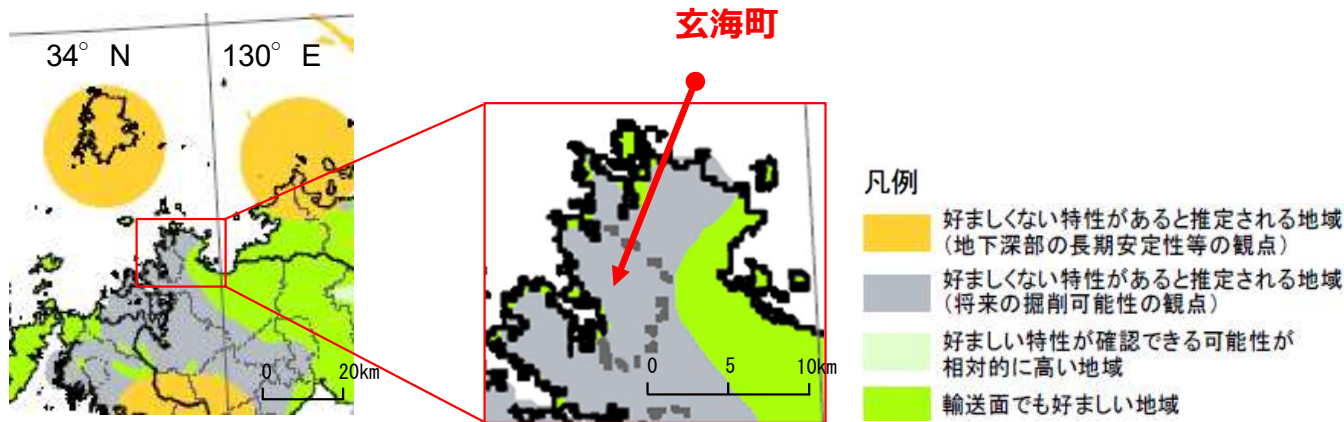 玄海町
34° N
130° E
0 20km
0 5 10km
凡例
好ましくない特性があると推定される地域
(地下深部の長期安定性等の観点)
好ましくない特性があると推定される地域
(将来の掘削可能性の観点)
好ましい特性が確認できる可能性が
相対的に高い地域
輸送面でも好ましい地域